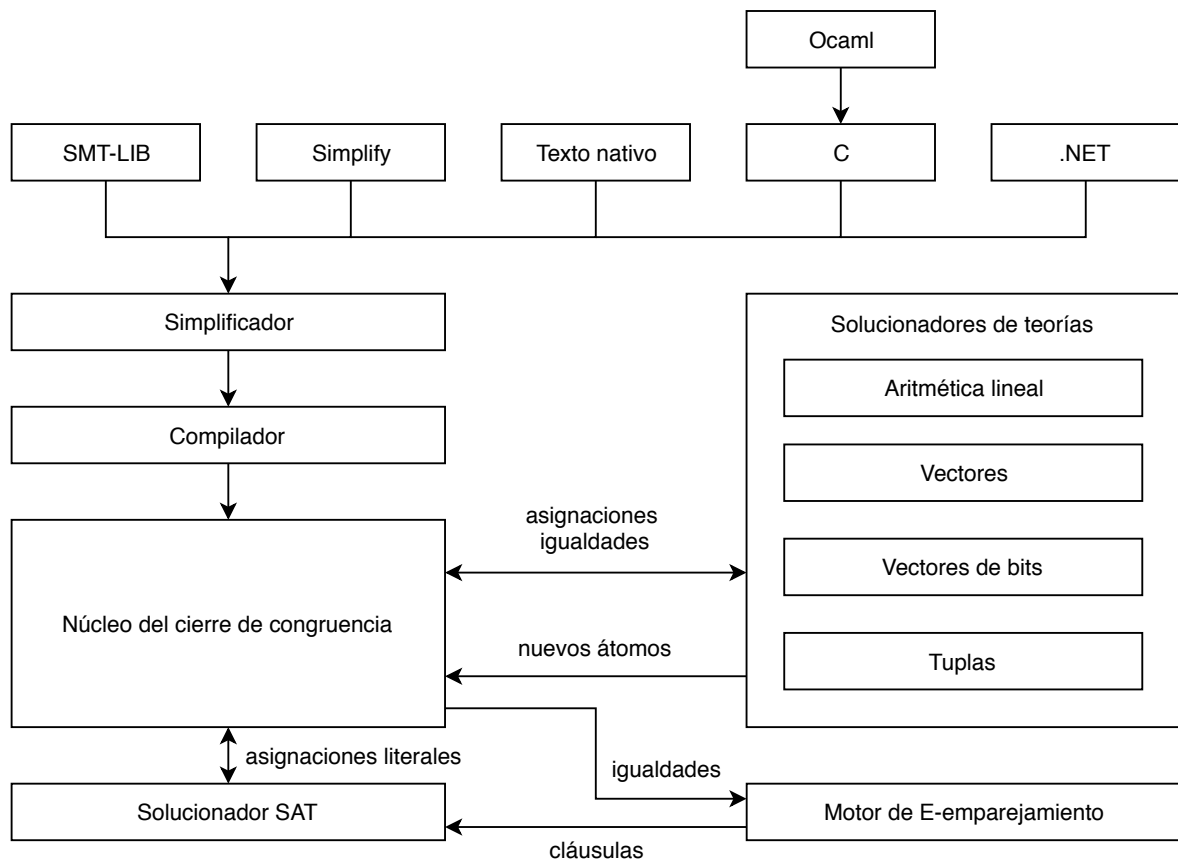 Ocaml
SMT-LIB
Simplify
Texto nativo
C
.NET
Simplificador
Solucionadores de teorías
Aritmética lineal
Compilador
Vectores
asignaciones
igualdades
Vectores de bits
Núcleo del cierre de congruencia
nuevos átomos
Tuplas
asignaciones literales
igualdades
Solucionador SAT
Motor de E-emparejamiento
cláusulas